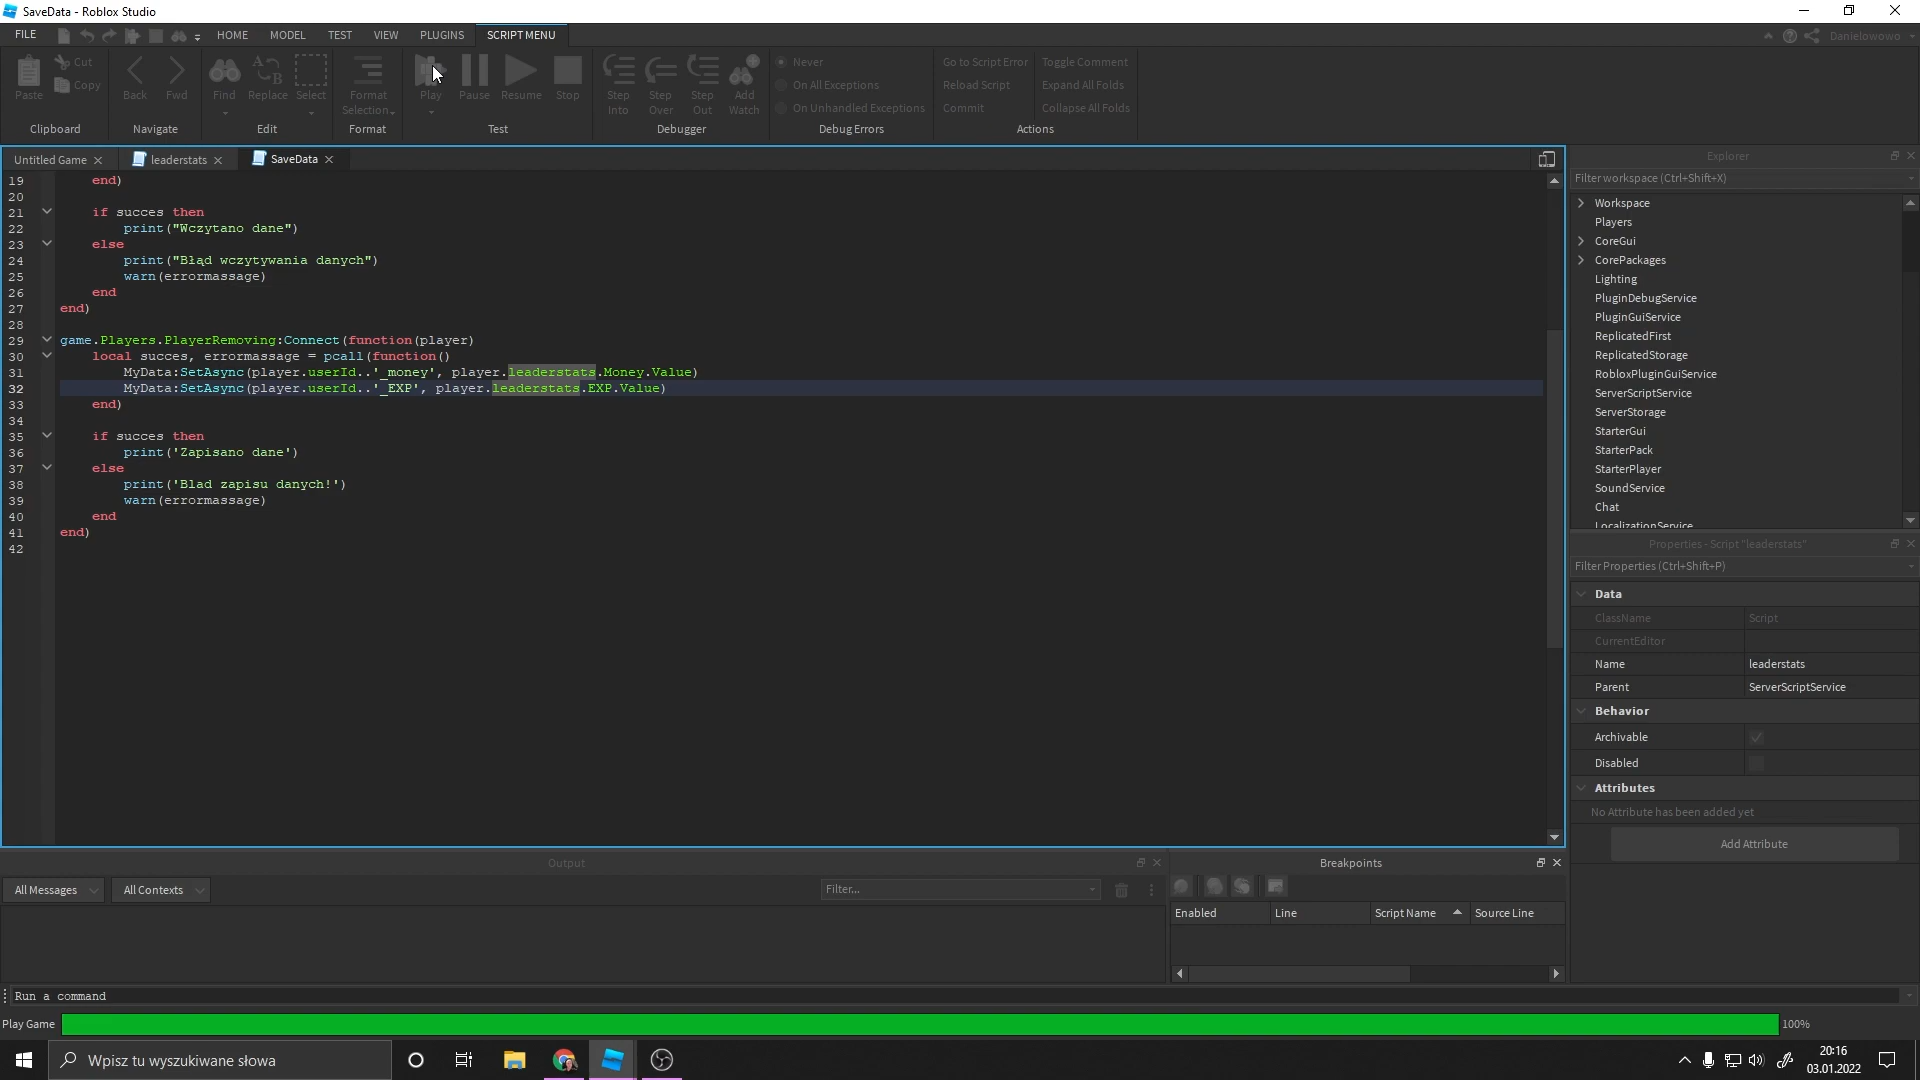 SaveData - Roblox Studio
FILE HOME MODEL TEST VIEW PLUGINS SCRIPT MENU Danielowowo
Cut Never Go to Script Error Toggle Comment
Copy On All Exceptions Reload Script Expand All Folds
Paste Back Fwd Find Replace Select Format Selection Play Pause Resume Stop Step Into Step Over Step Out Add Watch
On Unhandled Exceptions Commit Collapse All Folds
Clipboard Navigate Edit Format Test Debugger Debug Errors Actions
Untitled Game leaderstats SaveData
19 end)
20
21 if succes then
22 print("Wczytano dane")
23 else
24 print("Błąd wczytywania danych")
25 warn(errormassage)
26 end
27 end)
28
29 game.Players.PlayerRemoving:Connect(function(player)
30 local succes, errormassage = pcall(function()
31 MyData:SetAsync(player.userId..'_money', player.leaderstats.Money.Value)
32 MyData:SetAsync(player.userId..'_EXP', player.leaderstats.EXP.Value)
33 end)
34
35 if succes then
36 print('Zapisano dane')
37 else
38 print('Blad zapisu danych!')
39 warn(errormassage)
40 end
41 end)
42
Explorer
Filter workspace (Ctrl+Shift+X)
Workspace
Players
CoreGui
CorePackages
Lighting
PluginDebugService
PluginGuiService
ReplicatedFirst
ReplicatedStorage
RobloxPluginGuiService
ServerScriptService
ServerStorage
StarterGui
StarterPack
StarterPlayer
SoundService
Chat
LocalizationService
Properties - Script "leaderstats"
Filter Properties (Ctrl+Shift+P)
Data
ClassName Script
CurrentEditor
Name leaderstats
Parent ServerScriptService
Behavior
Archivable
Disabled
Attributes
No Attribute has been added yet
Add Attribute
Output
All Messages All Contexts Filter...
Breakpoints
Enabled Line Script Name Source Line
Run a command
Play Game 100%
Wpisz tu wyszukiwane słowa
20:16
03.01.2022